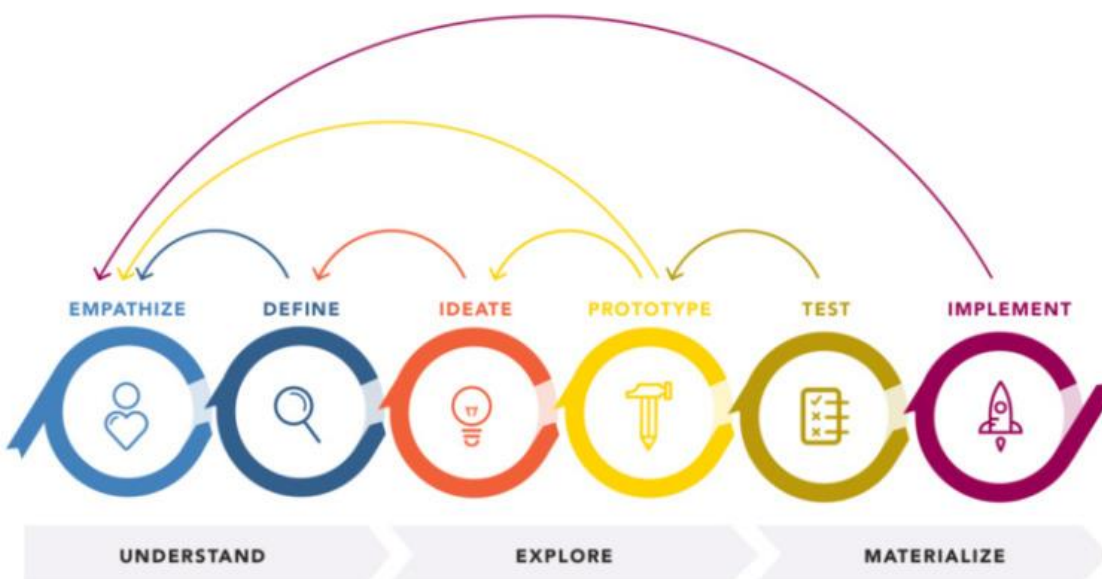 EMPATHIZE DEFINE IDEATE PROTOTYPE TEST IMPLEMENT
UNDERSTAND EXPLORE MATERIALIZE